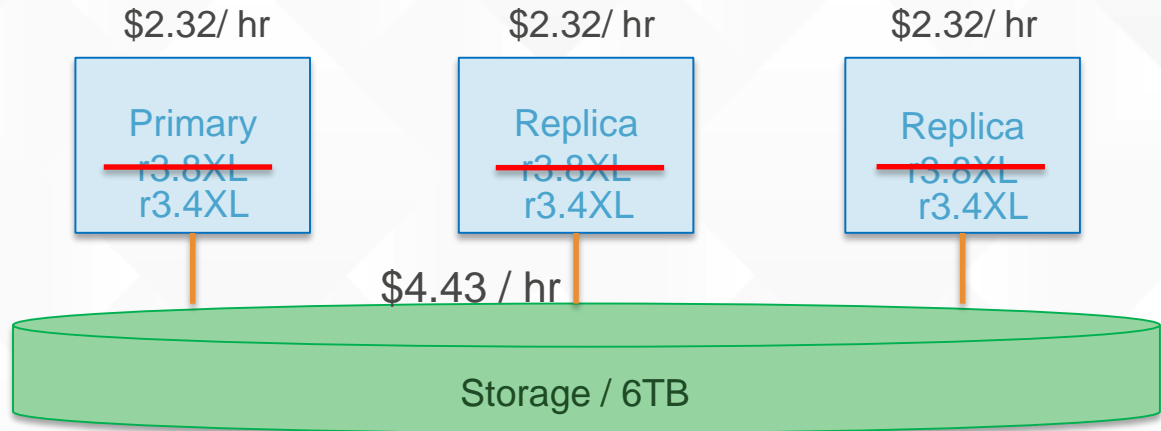 $2.32/ hr
$2.32/ hr
$2.32/ hr
Primary
r3.8XL
r3.4XL
Replica
r3.8XL
r3.4XL
Replica
r3.8XL
r3.4XL
$4.43 / hr
Storage / 6TB